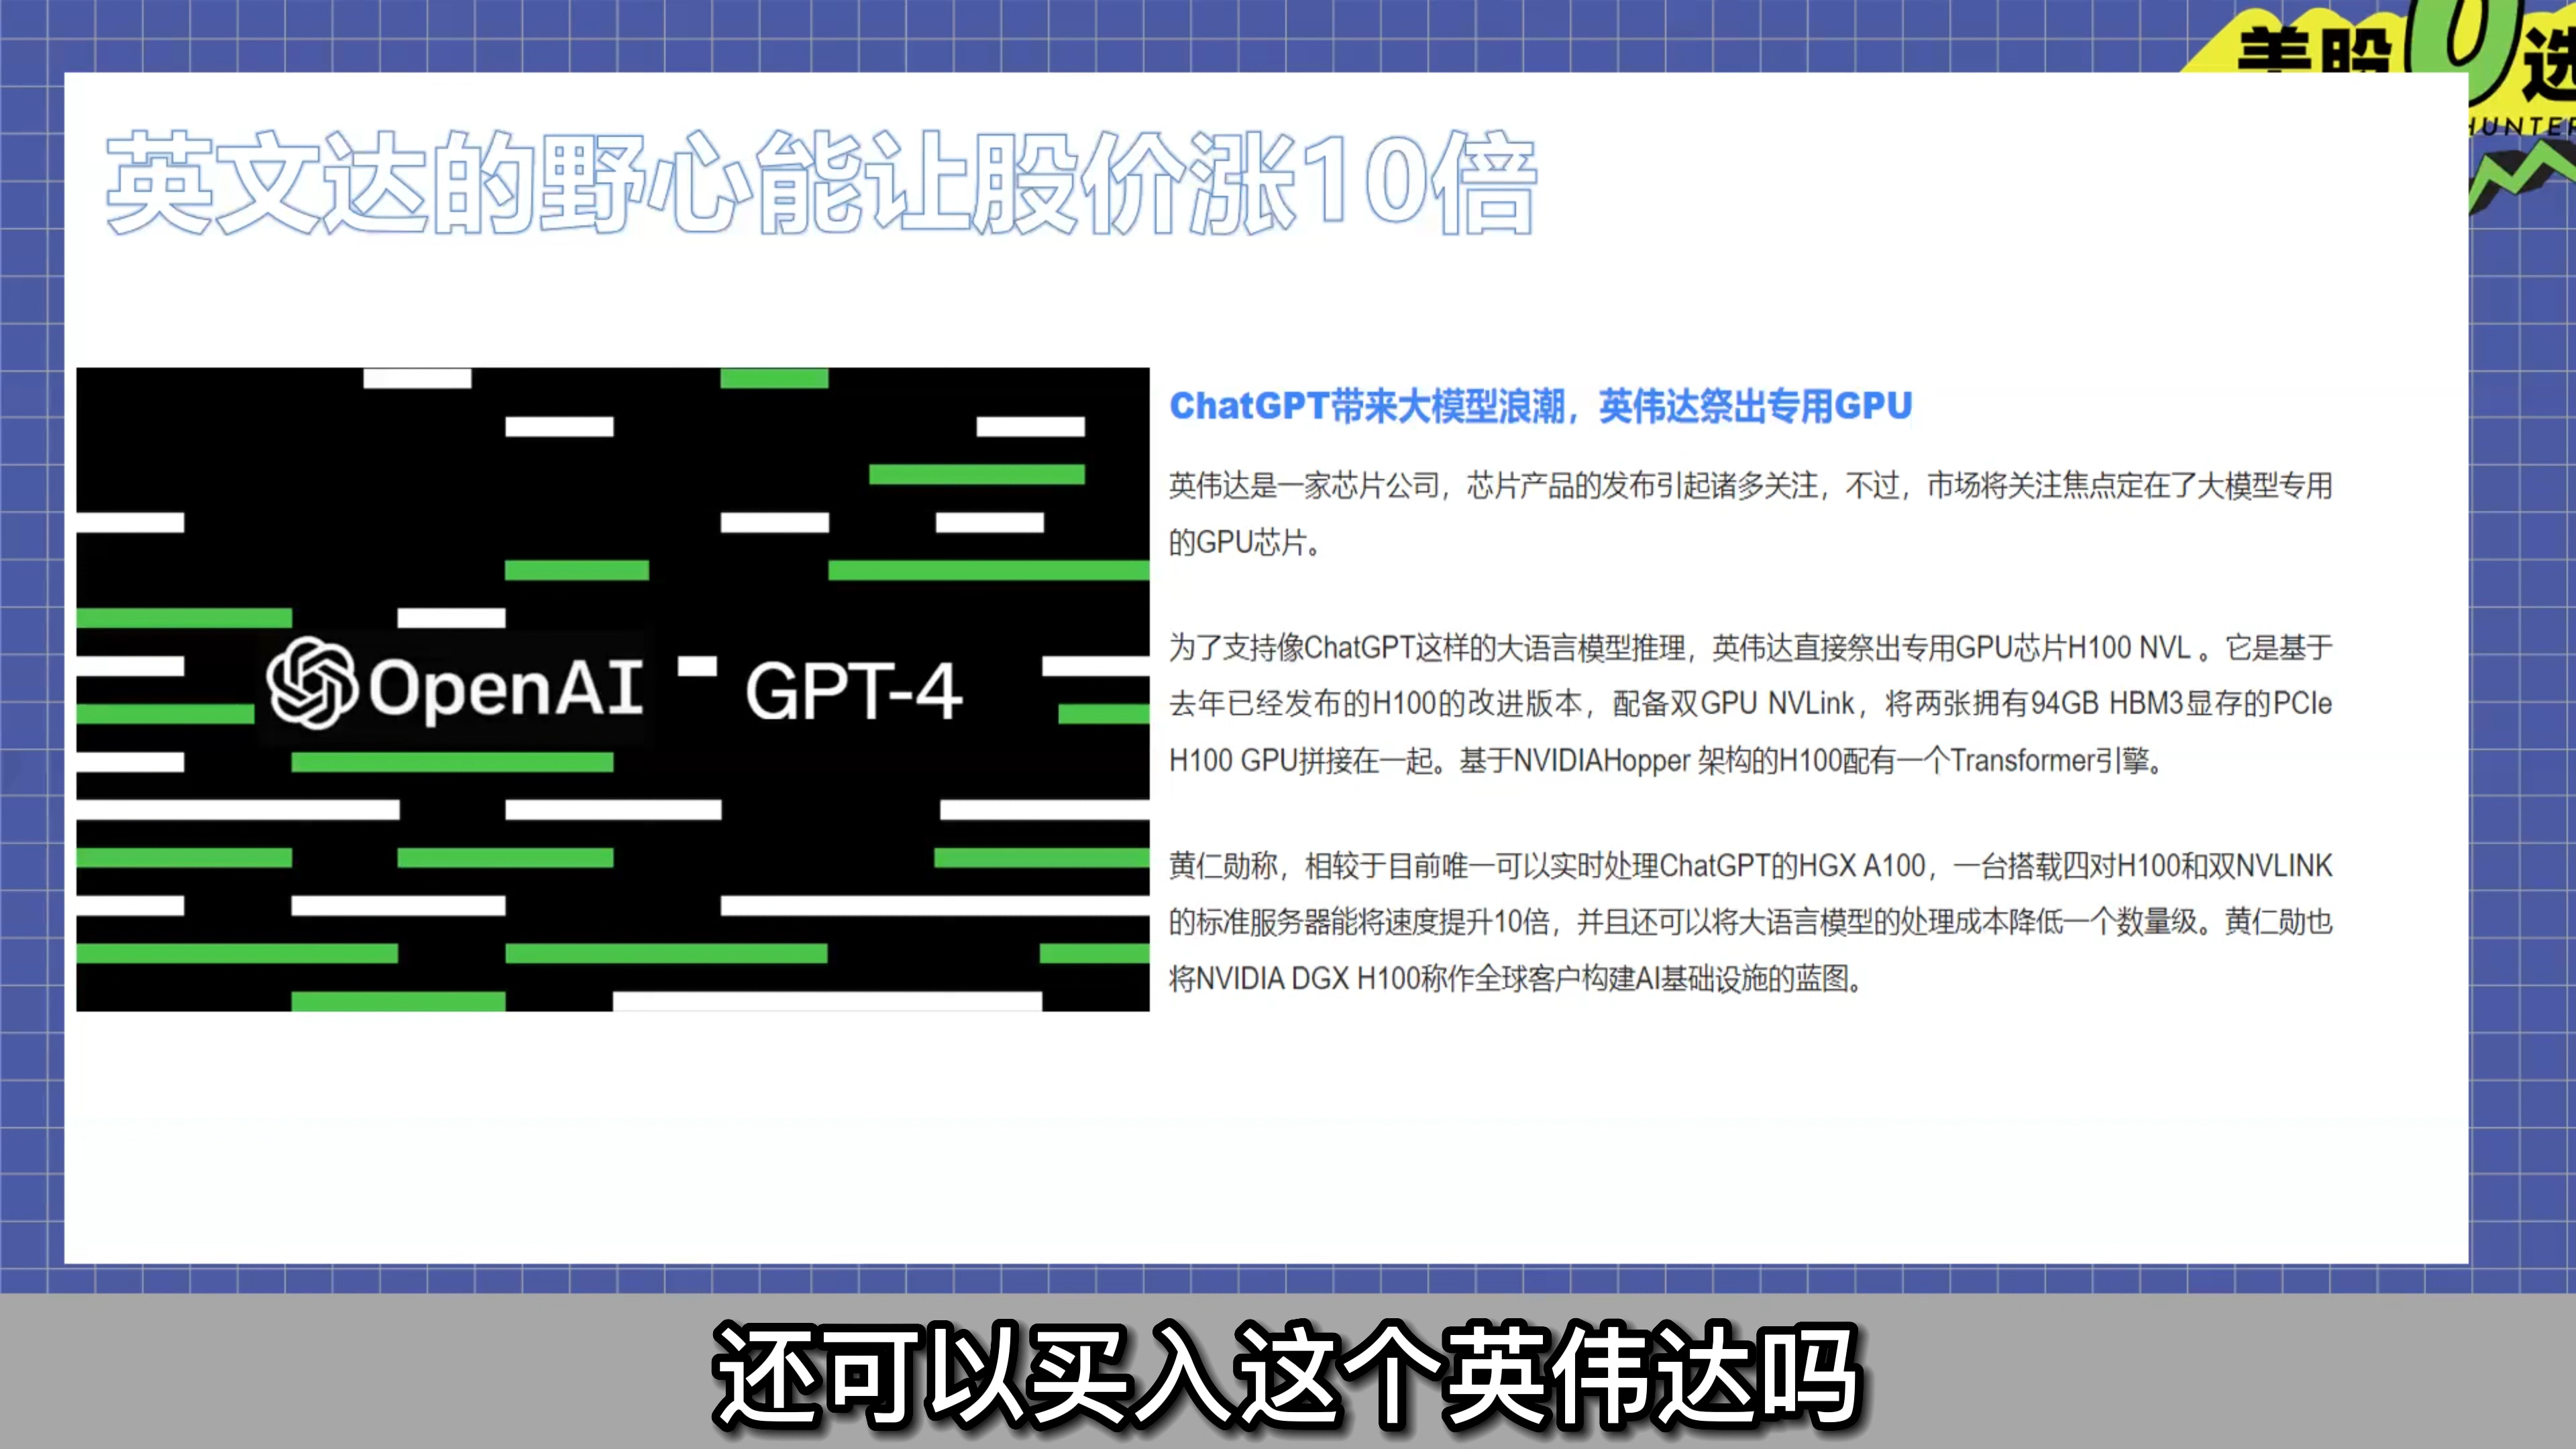 美股 选
HUNTER
英文达的野心能让股价涨10倍
ChatGPT带来大模型浪潮，英伟达祭出专用GPU
英伟达是一家芯片公司，芯片产品的发布引起诸多关注，不过，市场将关注焦点定在了大模型专用
的GPU芯片。
为了支持像ChatGPT这样的大语言模型推理，英伟达直接祭出专用GPU芯片H100 NVL 。它是基于
去年已经发布的H100的改进版本，配备双GPU NVLink，将两张拥有94GB HBM3显存的PCIe
H100 GPU拼接在一起。基于NVIDIAHopper 架构的H100配有一个Transformer引擎。
黄仁勋称，相较于目前唯一可以实时处理ChatGPT的HGX A100，一台搭载四对H100和双NVLINK
的标准服务器能将速度提升10倍，并且还可以将大语言模型的处理成本降低一个数量级。黄仁勋也
将NVIDIA DGX H100称作全球客户构建AI基础设施的蓝图。
OpenAI GPT-4
还可以买入这个英伟达吗